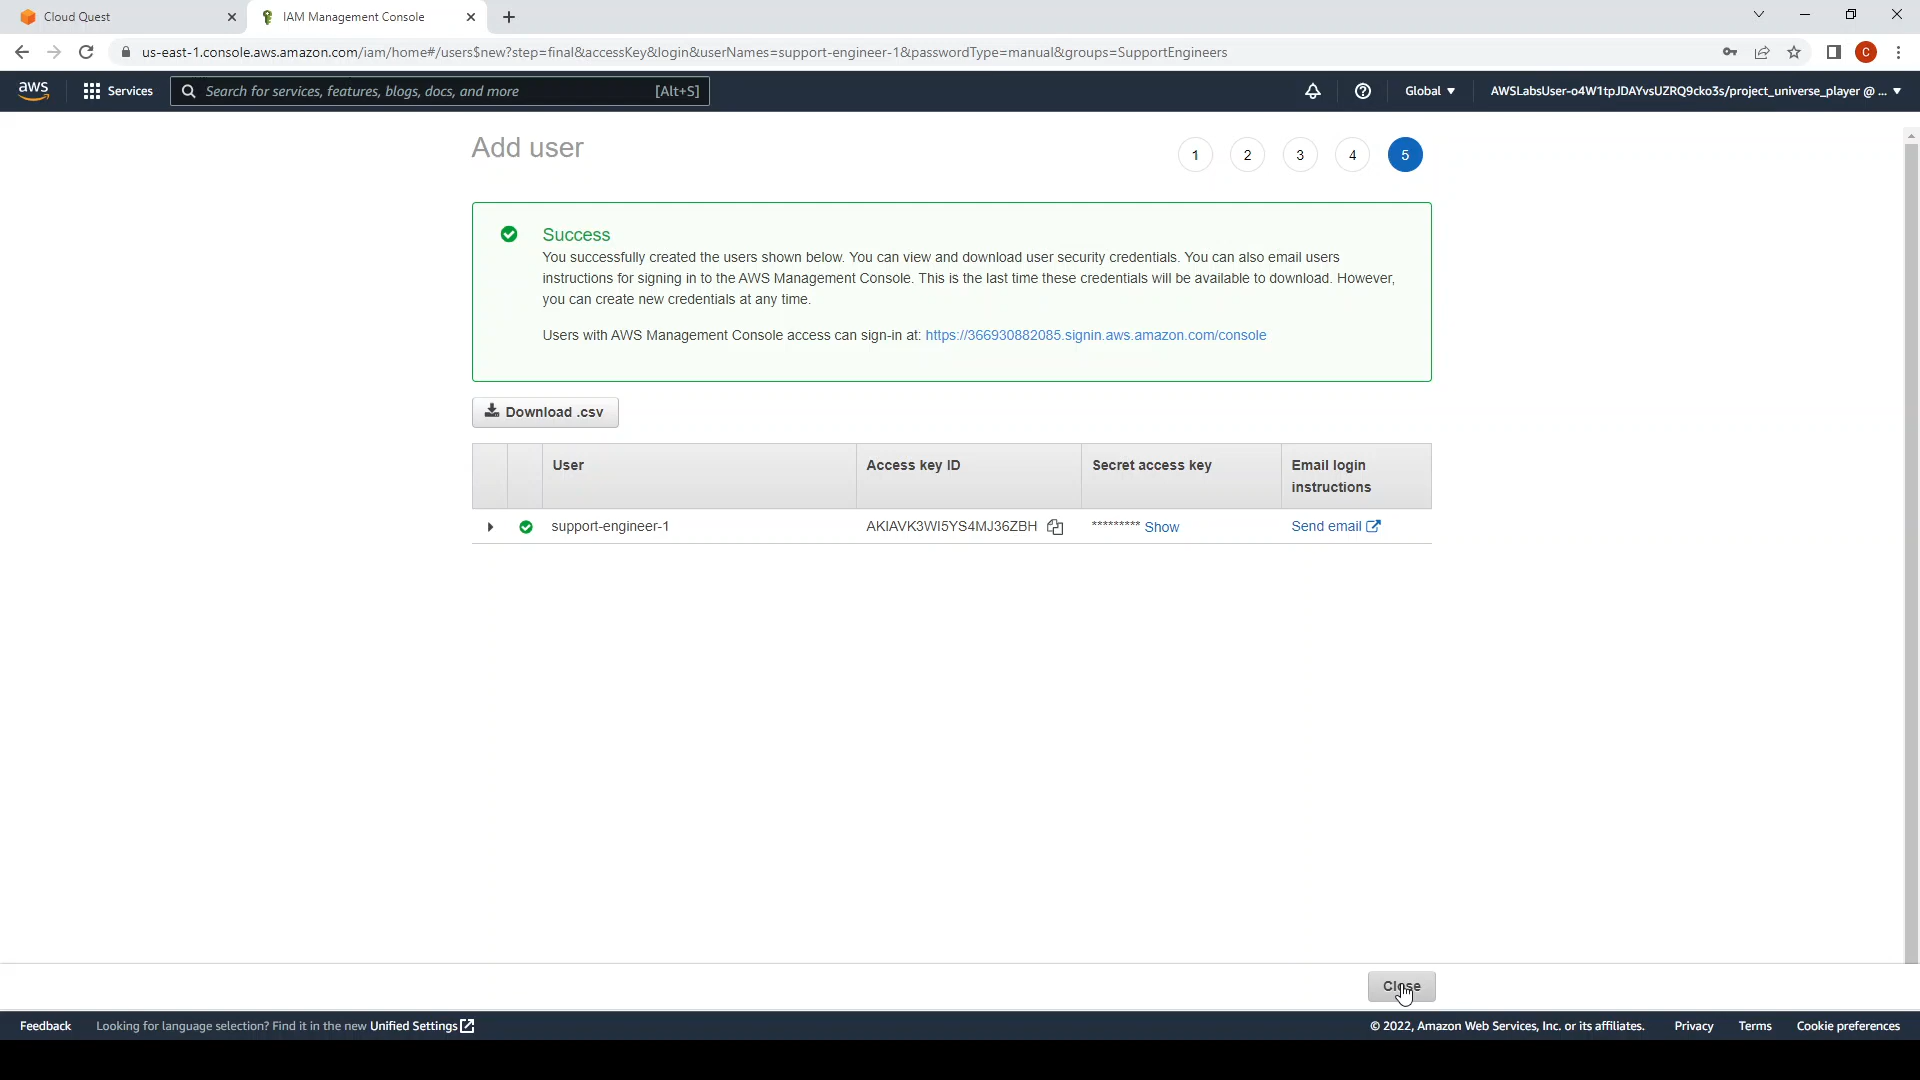 Cloud Quest
IAM Management Console
us-east-1.console.aws.amazon.com/iam/home#/users$new?step=final&accessKey&login&userNames=support-engineer-1&passwordType=manual&groups=SupportEngineers
C
aws
Services
Search for services, features, blogs, docs, and more [Alt+S]
Global
AWSLabsUser-o4W1tpJDAYvsUZRQ9cko3s/project_universe_player @ ...
Add user
1 2 3 4 5
Success
You successfully created the users shown below. You can view and download user security credentials. You can also email users
instructions for signing in to the AWS Management Console. This is the last time these credentials will be available to download. However,
you can create new credentials at any time.
Users with AWS Management Console access can sign-in at: https://366930882085.signin.aws.amazon.com/console
Download .csv
User Access key ID Secret access key Email login
instructions
support-engineer-1 AKIAVK3WI5YS4MJ36ZBH ********* Show Send email
Close
Feedback Looking for language selection? Find it in the new Unified Settings © 2022, Amazon Web Services, Inc. or its affiliates. Privacy Terms Cookie preferences